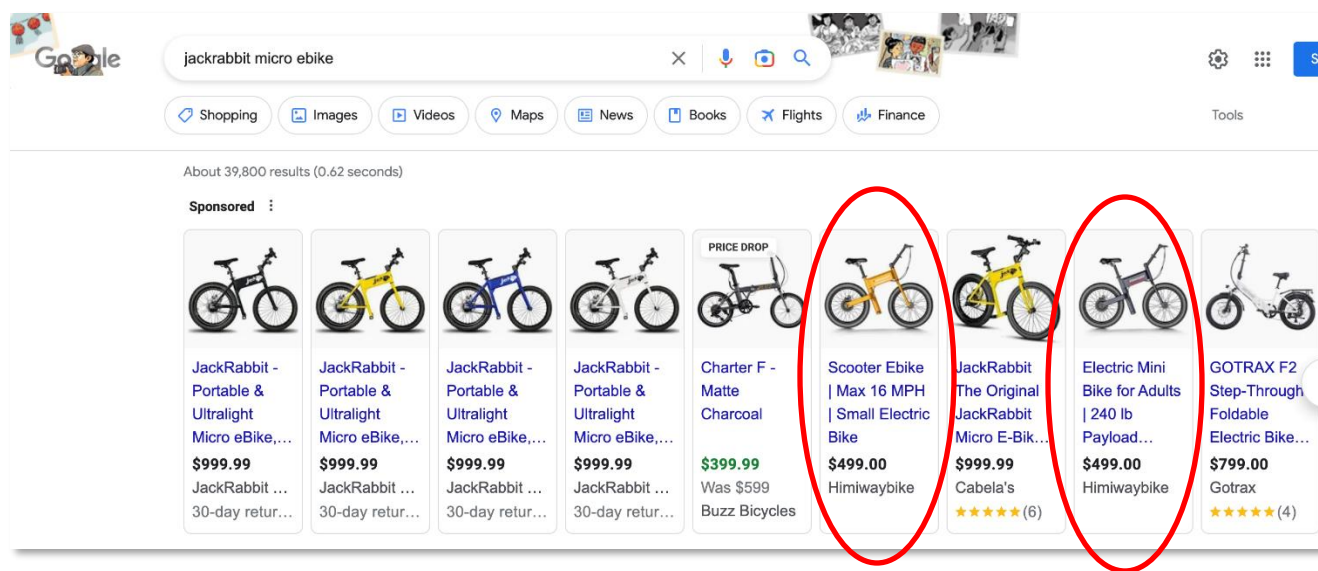 Google
jackrabbit micro ebike
Shopping
Images
Videos
Maps
News
Books
Flights
Finance
Tools
About 39,800 results (0.62 seconds)
Sponsored
JackRabbit -
Portable &
Ultralight
Micro eBike,...
$999.99
JackRabbit ...
30-day retur...
JackRabbit -
Portable &
Ultralight
Micro eBike,...
$999.99
JackRabbit ...
30-day retur...
JackRabbit -
Portable &
Ultralight
Micro eBike,...
$999.99
JackRabbit ...
30-day retur...
JackRabbit -
Portable &
Ultralight
Micro eBike,...
$999.99
JackRabbit ...
30-day retur...
PRICE DROP
Charter F -
Matte
Charcoal
$399.99
Was $599
Buzz Bicycles
Scooter Ebike
| Max 16 MPH
| Small Electric
Bike
$499.00
Himiwaybike
JackRabbit
The Original
JackRabbit
Micro E-Bik...
$999.99
Cabela's
(6)
Electric Mini
Bike for Adults
| 240 lb
Payload...
$499.00
Himiwaybike
GOTRAX F2
Step-Through
Foldable
Electric Bike...
$799.00
Gotrax
(4)